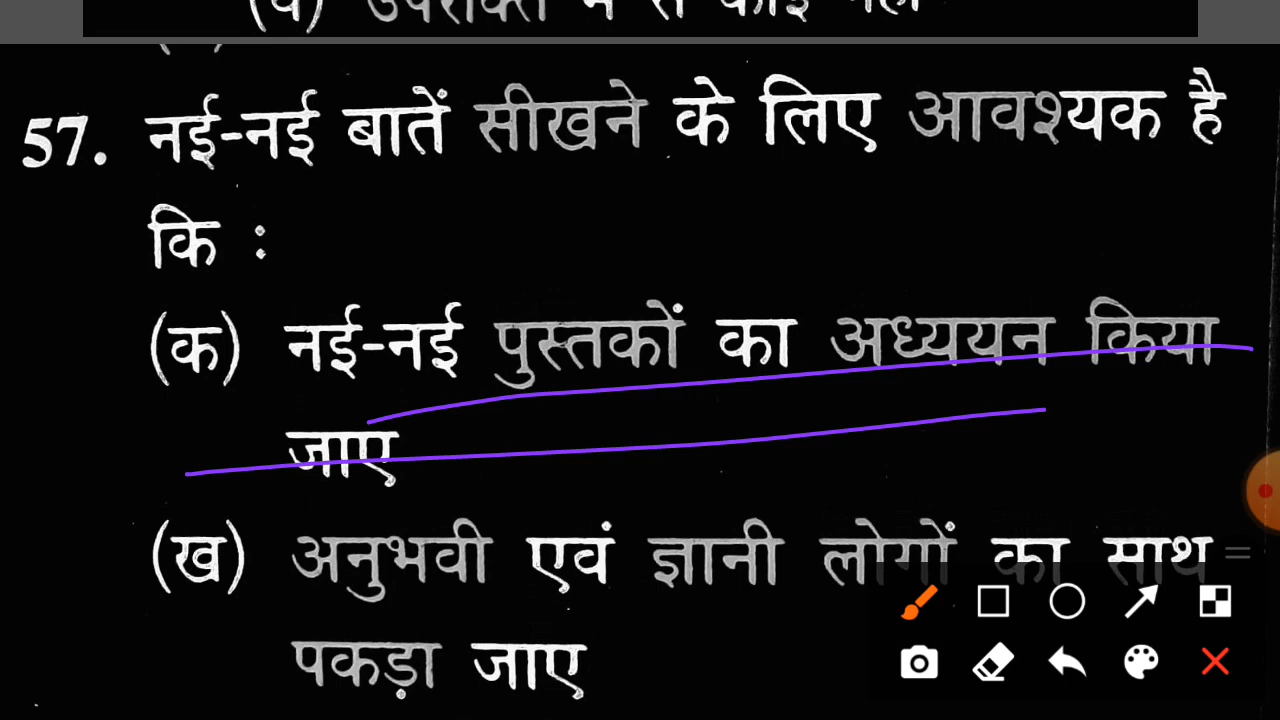 57. नई-नई बातें सीखने के लिए आवश्यक है
कि :
(क) नई-नई पुस्तकों का अध्ययन किया
जाए
(ख) अनुभवी एवं ज्ञानी लोगों का साथ
पकड़ा जाए